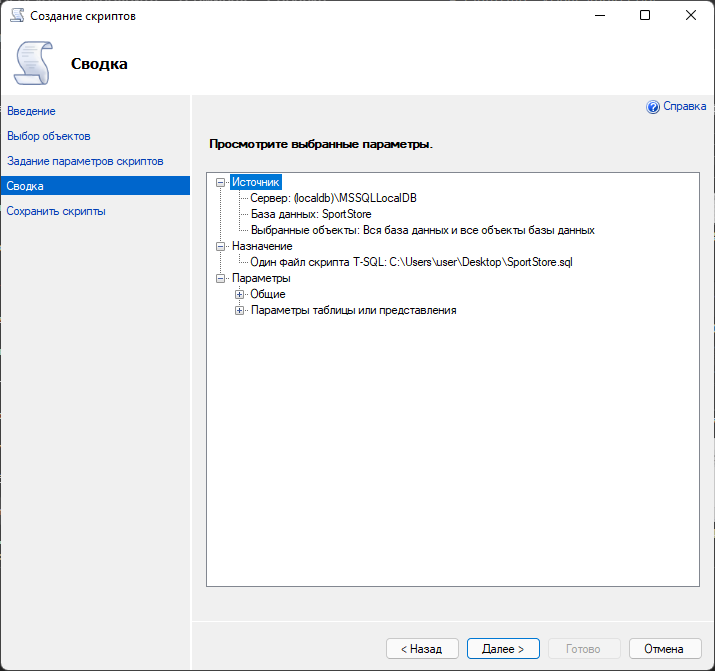 Создание скриптов
Сводка
Введение
Выбор объектов
Задание параметров скриптов
Сводка
Сохранить скрипты
Справка
Просмотрите выбранные параметры.
Источник
Сервер: (localdb)\MSSQLLocalDB
База данных: SportStore
Выбранные объекты: Вся база данных и все объекты базы данных
Назначение
Один файл скрипта T-SQL: C:\Users\user\Desktop\SportStore.sql
Параметры
Общие
Параметры таблицы или представления
< Назад
Далее >
Готово
Отмена